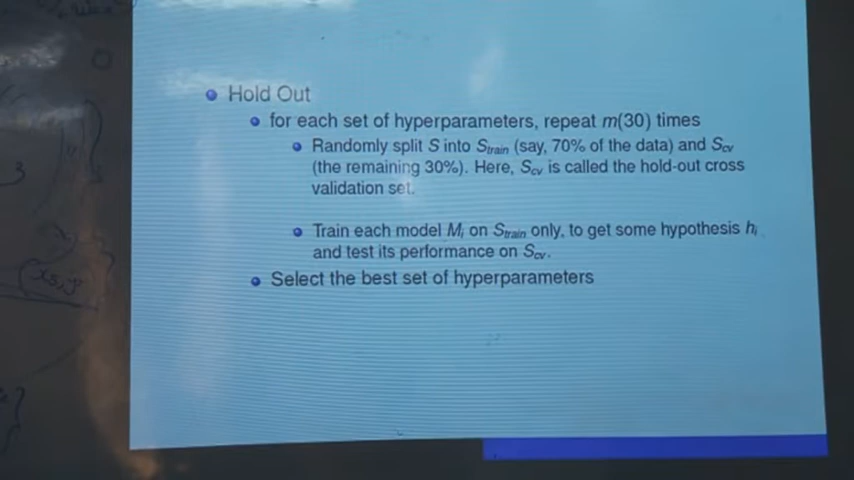 Hold Out
for each set of hyperparameters, repeat m(30) times
Randomly split S into Strain (say, 70% of the data) and Scv
(the remaining 30%). Here, Scv is called the hold-out cross
validation set.
Train each model Mi on Strain only, to get some hypothesis hi
and test its performance on Scv.
Select the best set of hyperparameters